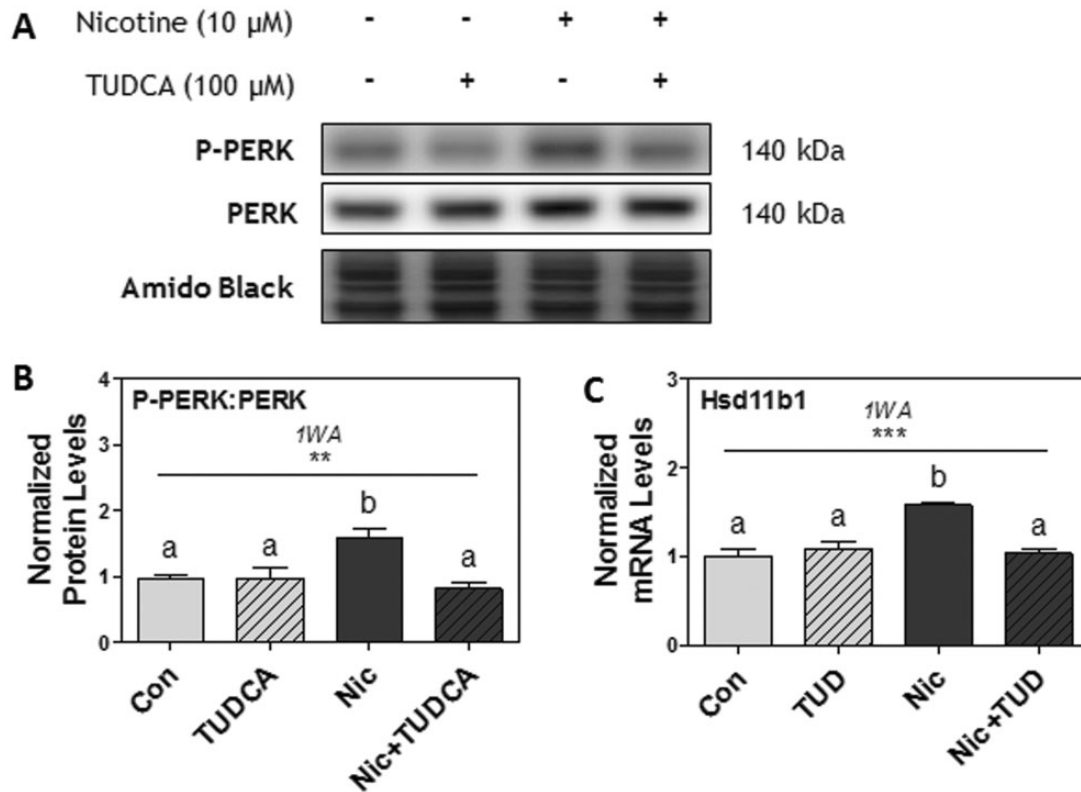 A
Nicotine (10 µM) - - + +
TUDCA (100 µM) - + - +
P-PERK 140 kDa
PERK 140 kDa
Amido Black
B
Normalized
Protein Levels
4
3
2
1
0
P-PERK:PERK
1WA
**
a a b a
Con TUDCA Nic Nic+TUDCA
C
Normalized
mRNA Levels
3
2
1
0
Hsd11b1
1WA
***
a a b a
Con TUD Nic Nic+TUD